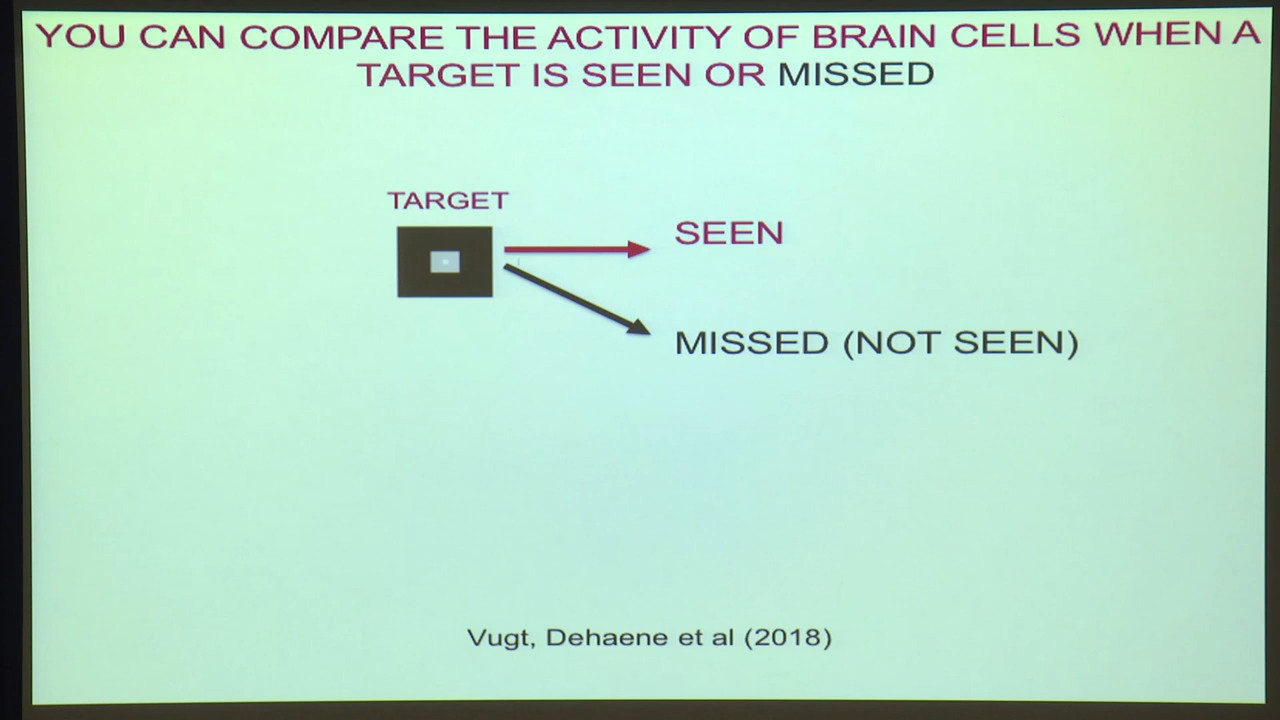 YOU CAN COMPARE THE ACTIVITY OF BRAIN CELLS WHEN A
TARGET IS SEEN OR MISSED
TARGET
SEEN
MISSED (NOT SEEN)
Vugt, Dehaene et al (2018)